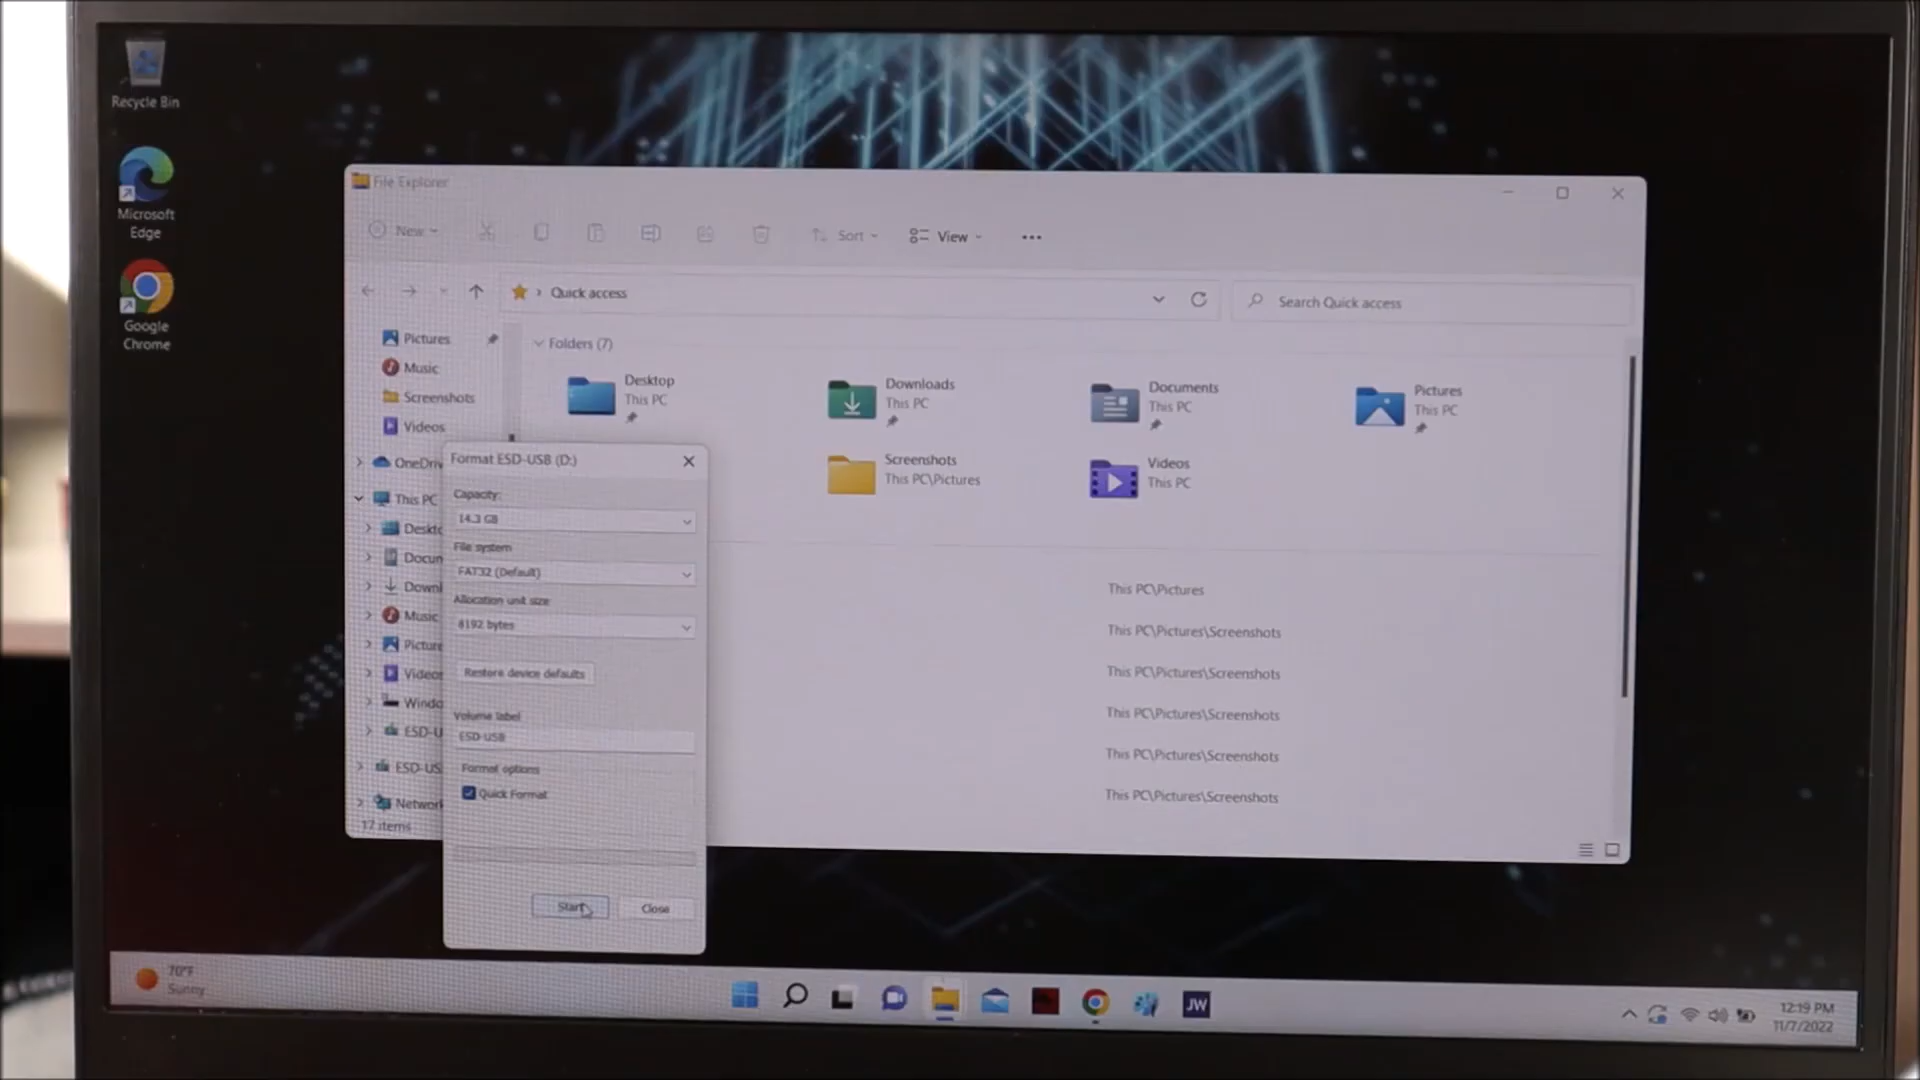 Recycle Bin
Microsoft
Edge
Google
Chrome
File Explorer
New
Sort
View
Quick access
Search Quick access
Pictures
Music
Screenshots
Videos
OneDriv
This PC
Deskto
Docum
Downl
Music
Picture
Videos
Windo
ESD-U
ESD-US
Network
17 items
Folders (7)
Desktop
This PC
Downloads
This PC
Documents
This PC
Pictures
This PC
Screenshots
This PC\Pictures
Videos
This PC
This PC\Pictures
This PC\Pictures\Screenshots
This PC\Pictures\Screenshots
This PC\Pictures\Screenshots
This PC\Pictures\Screenshots
This PC\Pictures\Screenshots
Format ESD-USB (D:)
Capacity:
14.3 GB
File system
FAT32 (Default)
Allocation unit size
8192 bytes
Restore device defaults
Volume label
ESD-USB
Format options
Quick Format
Start
Close
70°F
Sunny
JW
12:19 PM
11/7/2022